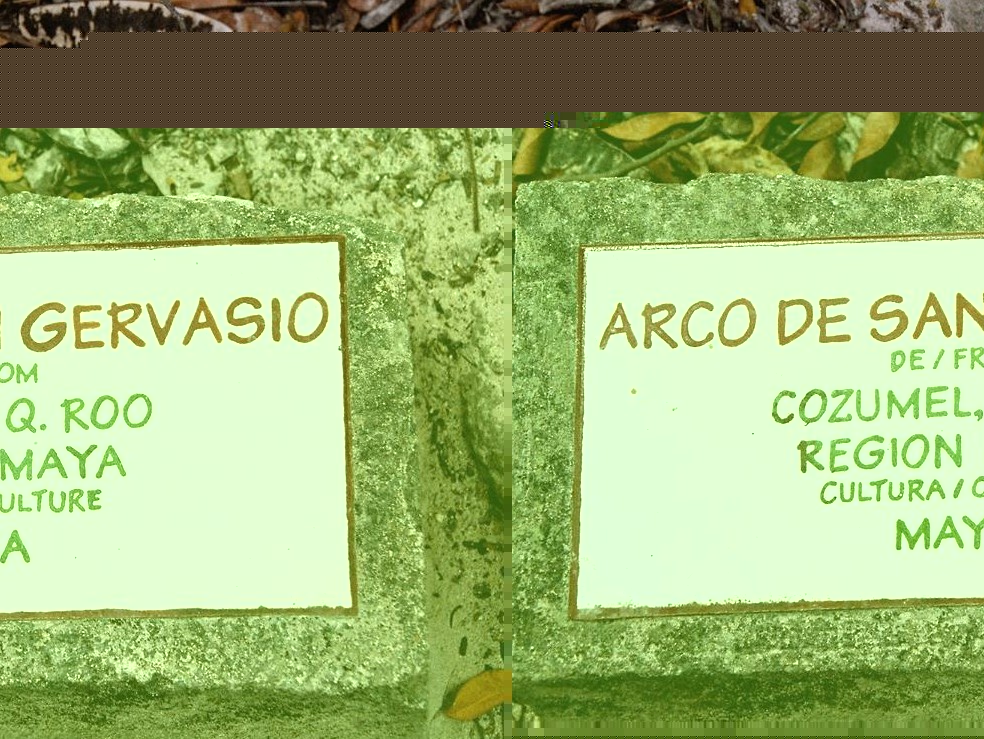 GERVASIO
OM
Q. ROO
MAYA
ULTURE
A
ARCO DE SAN
DE / FR
COZUMEL,
REGION
CULTURA / C
MAY